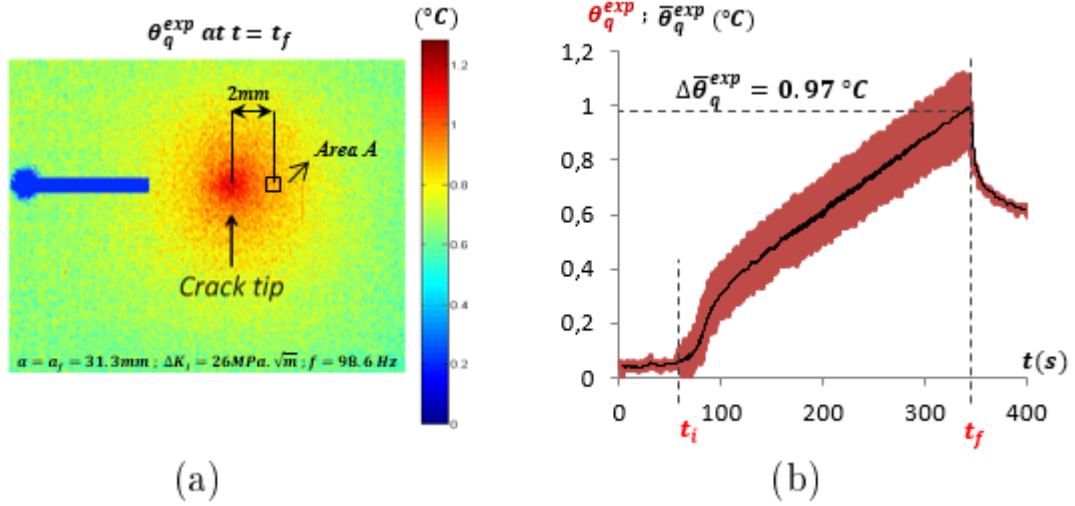 θ_q^exp at t = t_f
(°C)
1.2
1
0.8
0.6
0.4
0.2
0
2mm
Area A
Crack tip
a = a_f = 31.3mm ; ΔK_I = 26MPa.√m ; f = 98.6 Hz
(a)
θ_q^exp ; θ̅_q^exp (°C)
1,2
1
0,8
0,6
0,4
0,2
0
Δθ̅_q^exp = 0.97 °C
t(s)
0 100 200 300 400
t_i t_f
(b)